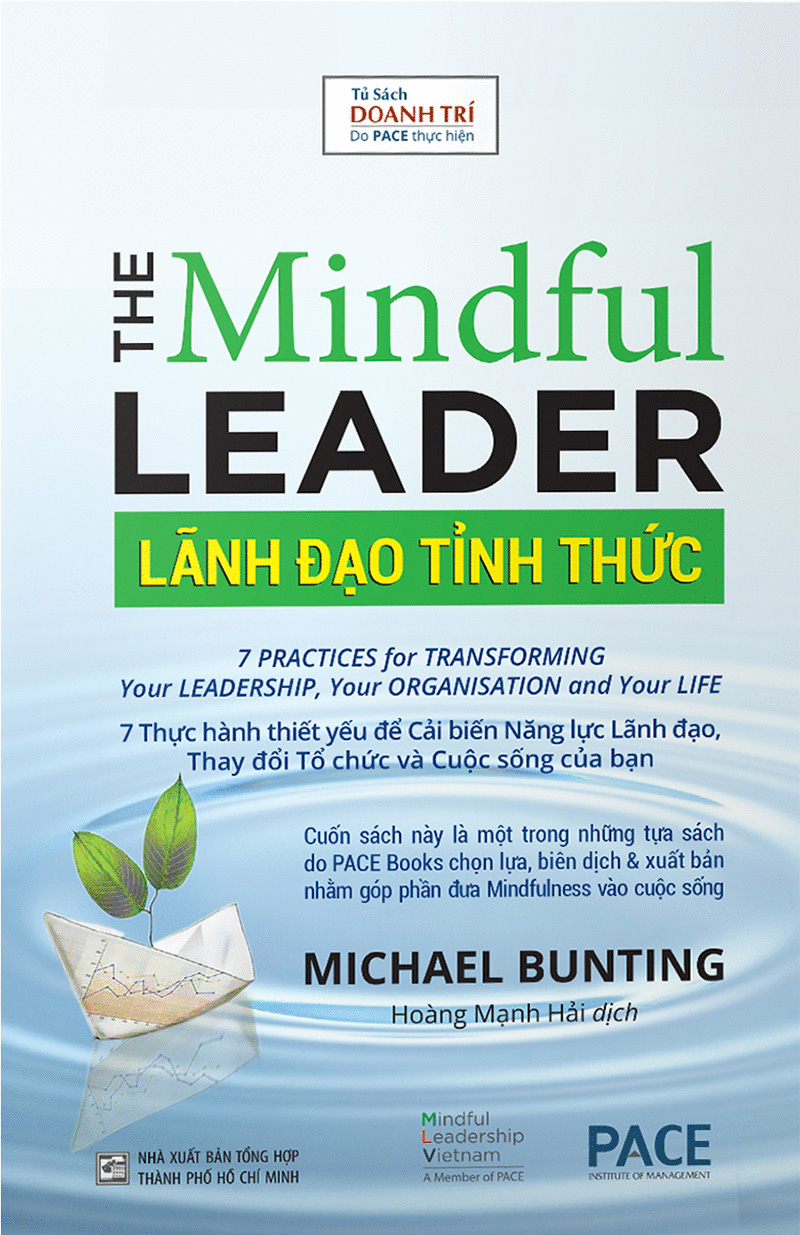 Tủ Sách
DOANH TRÍ
Do PACE thực hiện
THE Mindful
LEADER
LÃNH ĐẠO TỈNH THỨC
7 PRACTICES for TRANSFORMING
Your LEADERSHIP, Your ORGANISATION and Your LIFE
7 Thực hành thiết yếu để Cải biến Năng lực Lãnh đạo,
Thay đổi Tổ chức và Cuộc sống của bạn
Cuốn sách này là một trong những tựa sách
do PACE Books chọn lựa, biên dịch & xuất bản
nhằm góp phần đưa Mindfulness vào cuộc sống
MICHAEL BUNTING
Hoàng Mạnh Hải dịch
NHÀ XUẤT BẢN TỔNG HỢP
THÀNH PHỐ HỒ CHÍ MINH
Mindful
Leadership
Vietnam
A Member of PACE
PACE
INSTITUTE OF MANAGEMENT